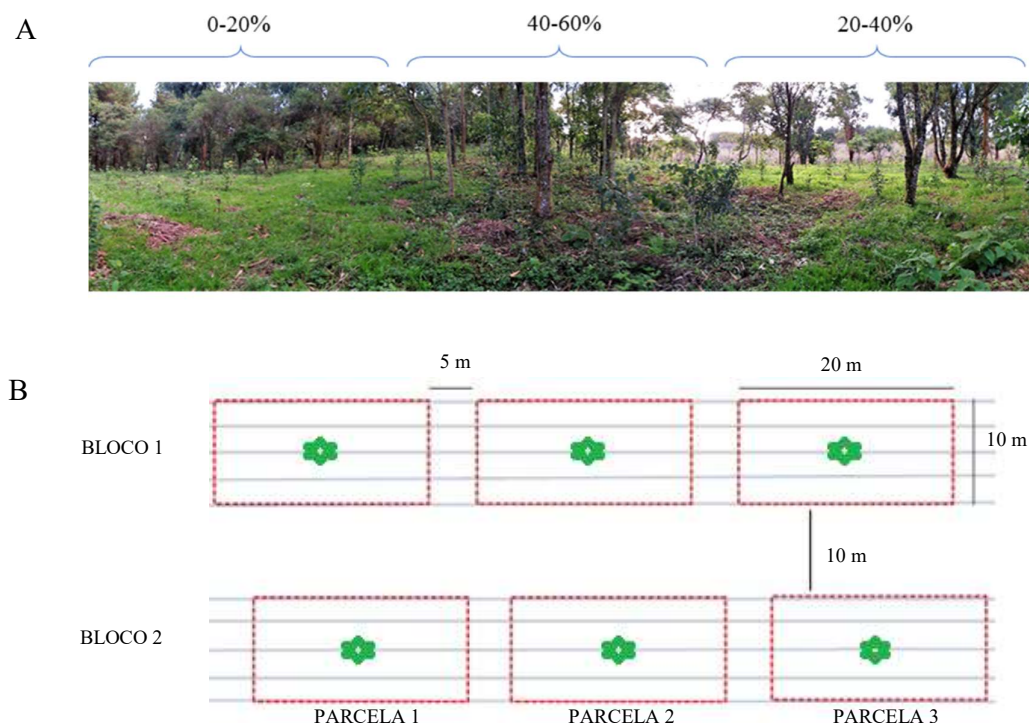 A
0-20%
40-60%
20-40%
5 m
20 m
B
BLOCO 1
10 m
10 m
BLOCO 2
PARCELA 1
PARCELA 2
PARCELA 3